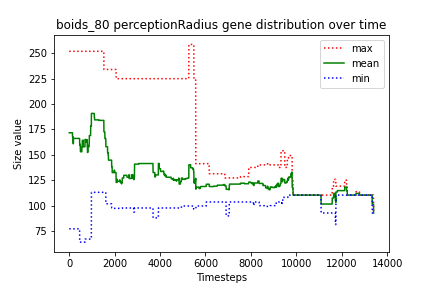 boids_80 perceptionRadius gene distribution over time
max
mean
min
Size value
250
225
200
175
150
125
100
75
0
2000
4000
6000
8000
10000
12000
14000
Timesteps